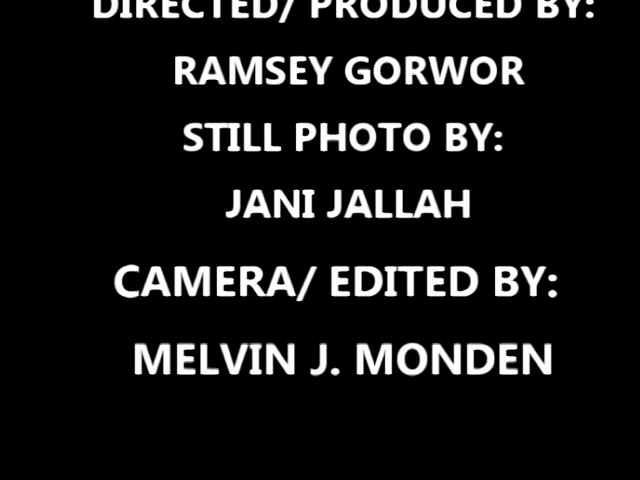 DIRECTED/ PRODUCED BY:
RAMSEY GORWOR
STILL PHOTO BY:
JANI JALLAH
CAMERA/ EDITED BY:
MELVIN J. MONDEN